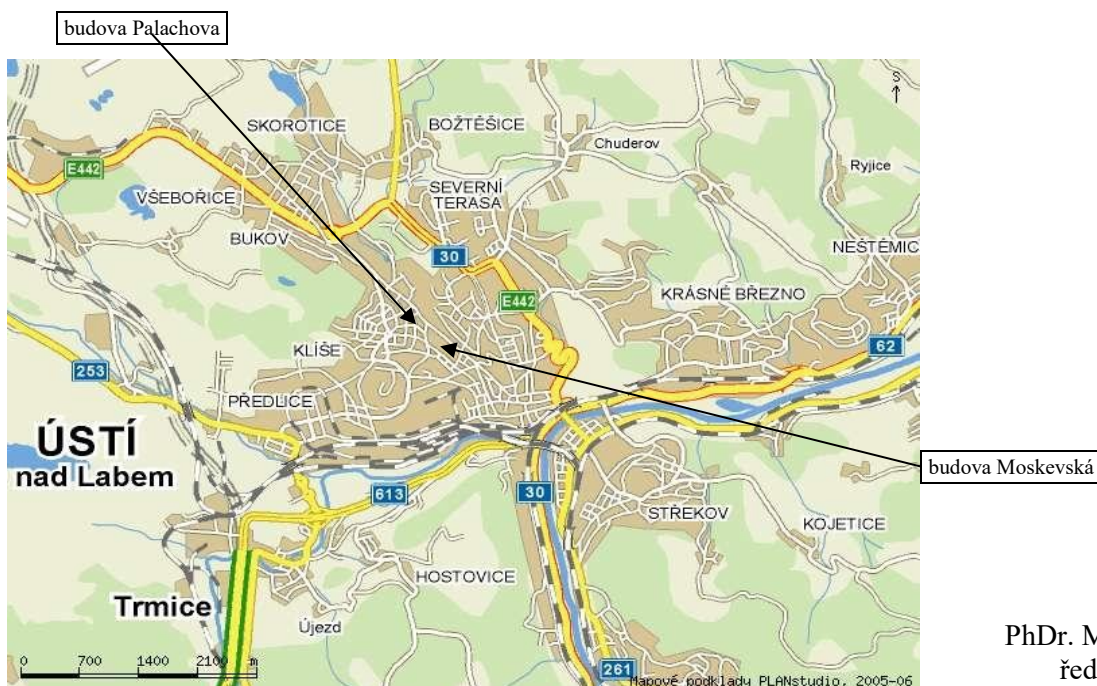 budova Palachova
S
SKOROTICE
BOŽTĚŠICE
Chuderov
Ryjice
E442
VŠEBOŘICE
SEVERNÍ
TERASA
BUKOV
30
NEŠTĚMIC
E442
KRÁSNÉ BŘEZNO
KLÍŠE
62
253
PŘEDLICE
ÚSTÍ
nad Labem
budova Moskevská
613
30
STŘEKOV
KOJETICE
HOSTOVICE
Trmice
Újezd
PhDr. M
řed
0 700 1400 2100 m
261
Mapové podklady PLANstudio, 2005-06